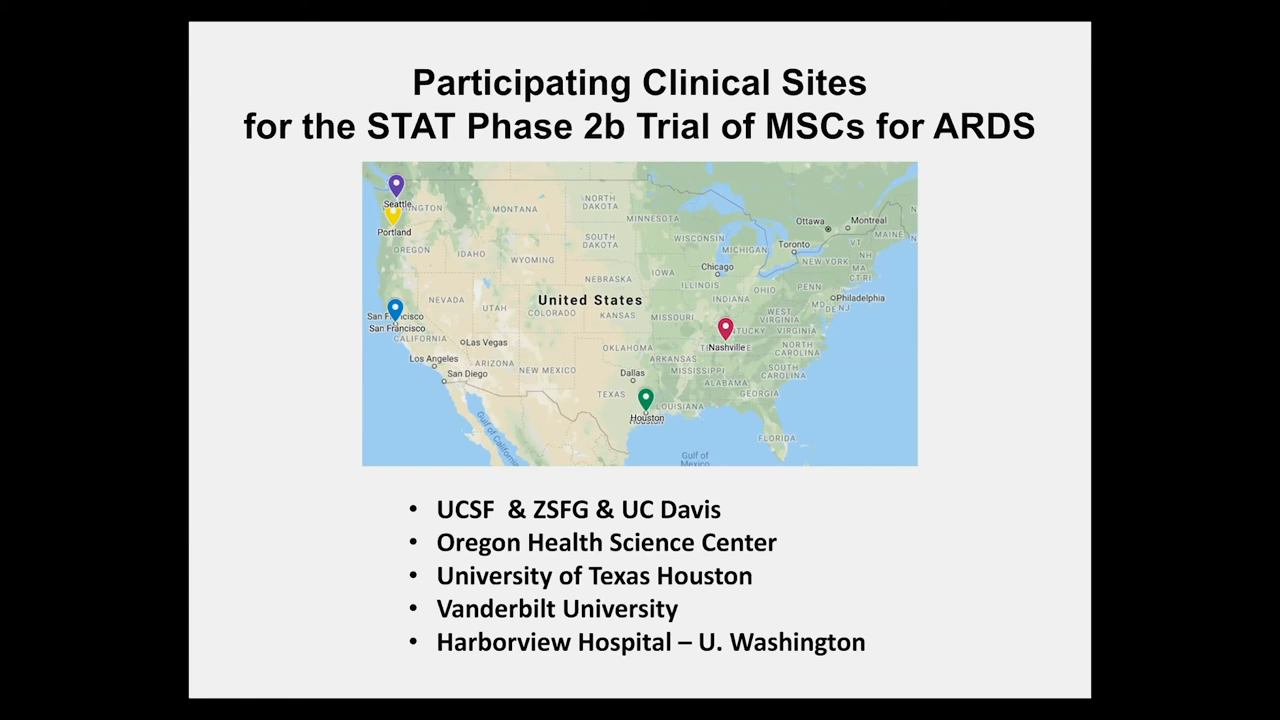 Participating Clinical Sites
for the STAT Phase 2b Trial of MSCs for ARDS
Seattle
Portland
OREGON
MONTANA
IDAHO
WYOMING
NORTH
DAKOTA
SOUTH
DAKOTA
MINNESOTA
WISCONSIN
MICHIGAN
Ottawa
Montreal
Toronto
MAINE
VT
NH
NEW YORK
MA
CT RI
Chicago
IOWA
NEBRASKA
ILLINOIS
INDIANA
OHIO
PENN
Philadelphia
MD
DE
NJ
NEVADA
UTAH
United States
COLORADO
KANSAS
MISSOURI
WEST
VIRGINIA
VIRGINIA
San Francisco
CALIFORNIA
Las Vegas
Los Angeles
San Diego
ARIZONA
NEW MEXICO
OKLAHOMA
ARKANSAS
Nashville
NORTH
CAROLINA
SOUTH
CAROLINA
MISSISSIPPI
ALABAMA
GEORGIA
Dallas
TEXAS
LOUISIANA
Houston
FLORIDA
Gulf of
Mexico
Gulf of California
• UCSF & ZSFG & UC Davis
• Oregon Health Science Center
• University of Texas Houston
• Vanderbilt University
• Harborview Hospital – U. Washington